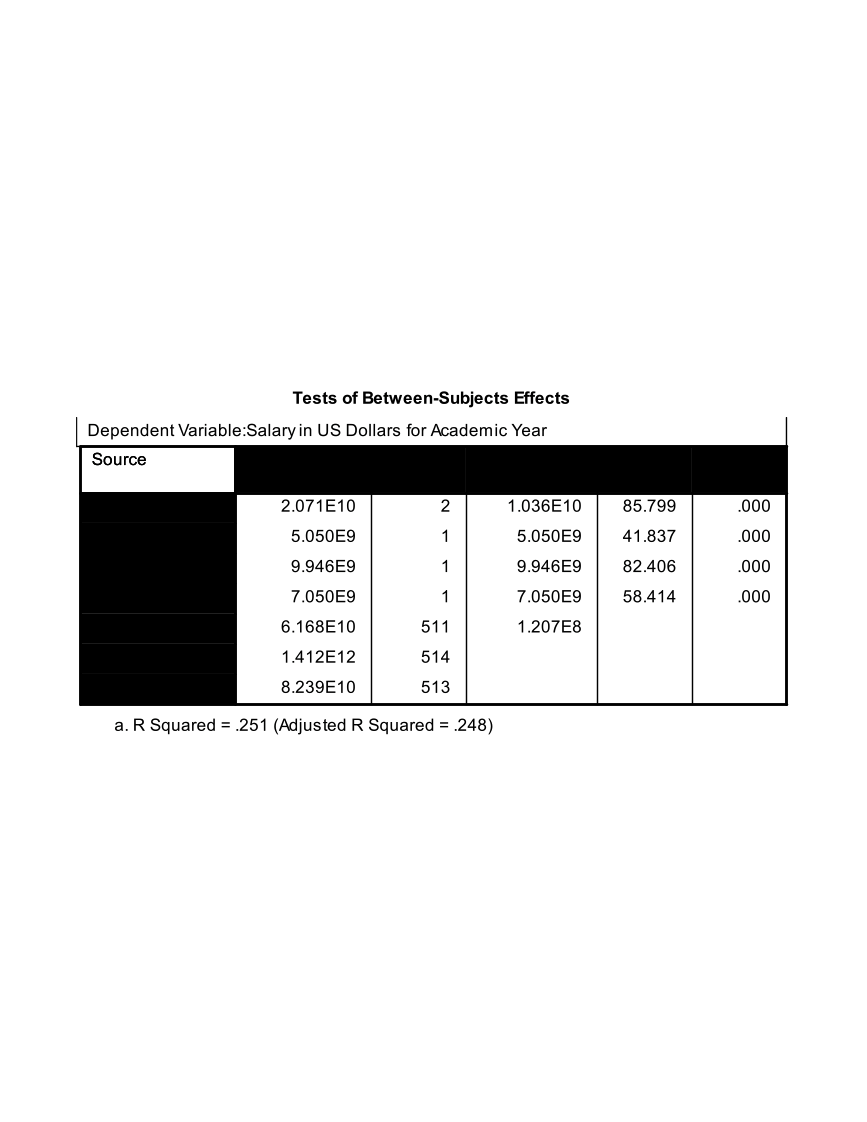 Tests of Between-Subjects Effects
Dependent Variable:Salary in US Dollars for Academic Year
Source
2.071E10 2 1.036E10 85.799 .000
5.050E9 1 5.050E9 41.837 .000
9.946E9 1 9.946E9 82.406 .000
7.050E9 1 7.050E9 58.414 .000
6.168E10 511 1.207E8
1.412E12 514
8.239E10 513
a. R Squared = .251 (Adjusted R Squared = .248)